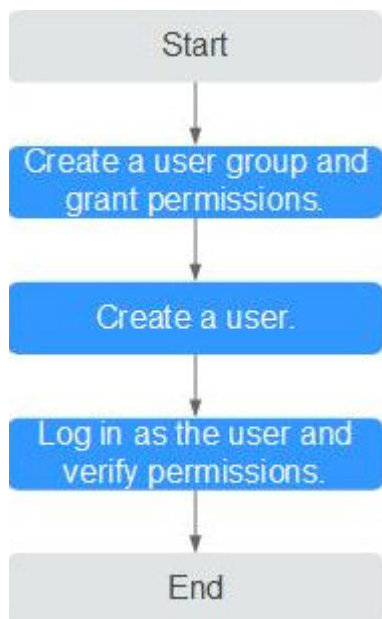 Start
Create a user group and
grant permissions.
Create a user.
Log in as the user and
verify permissions.
End